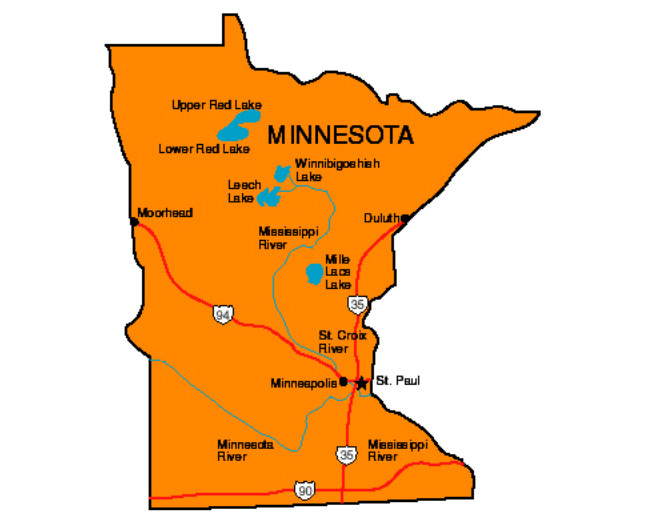 Upper Red Lake
MINNESOTA
Lower Red Lake
Winnibigoshish
Lake
Leech
Lake
Moorhead
Duluth
Mississippi
River
Mille
Lacs
Lake
94
35
St. Croix
River
Minneapolis
St. Paul
Minnesota
River
Mississippi
River
35
90